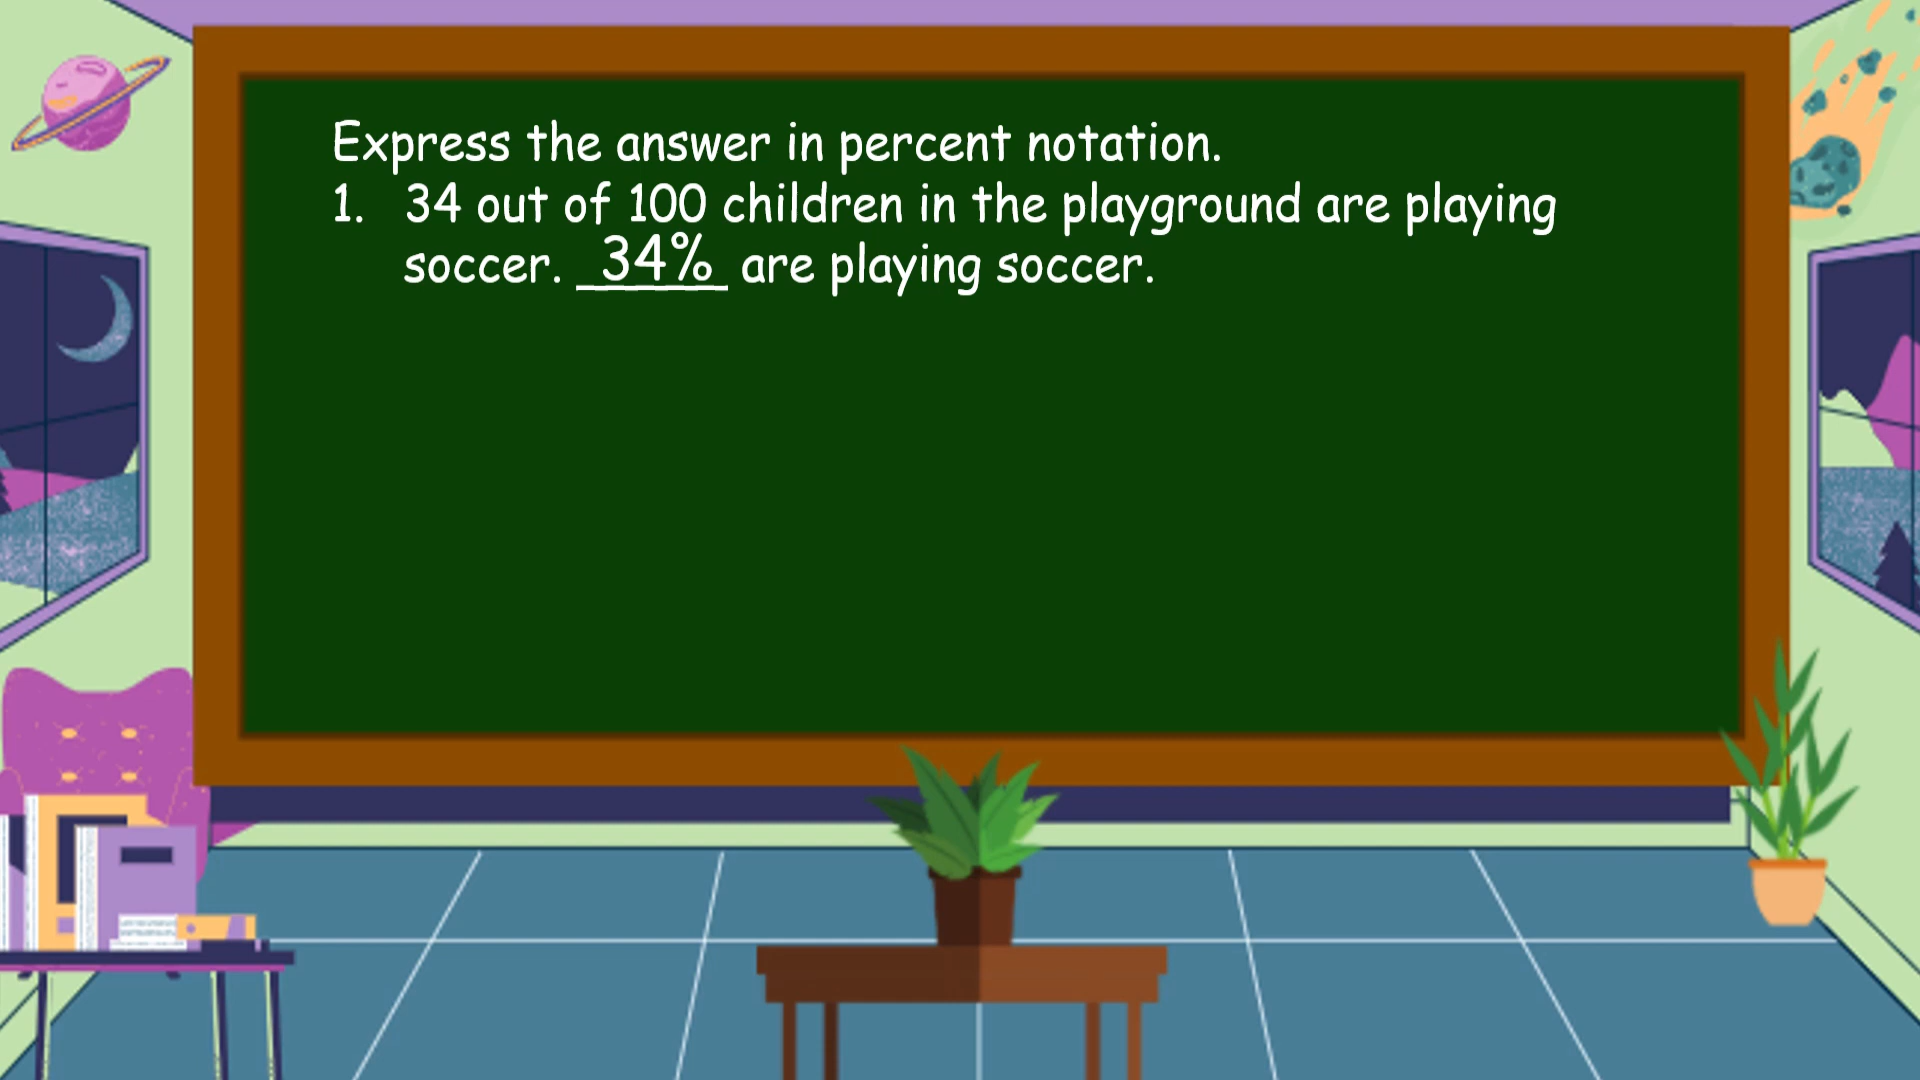 Express the answer in percent notation.
1. 34 out of 100 children in the playground are playing
soccer. 34% are playing soccer.